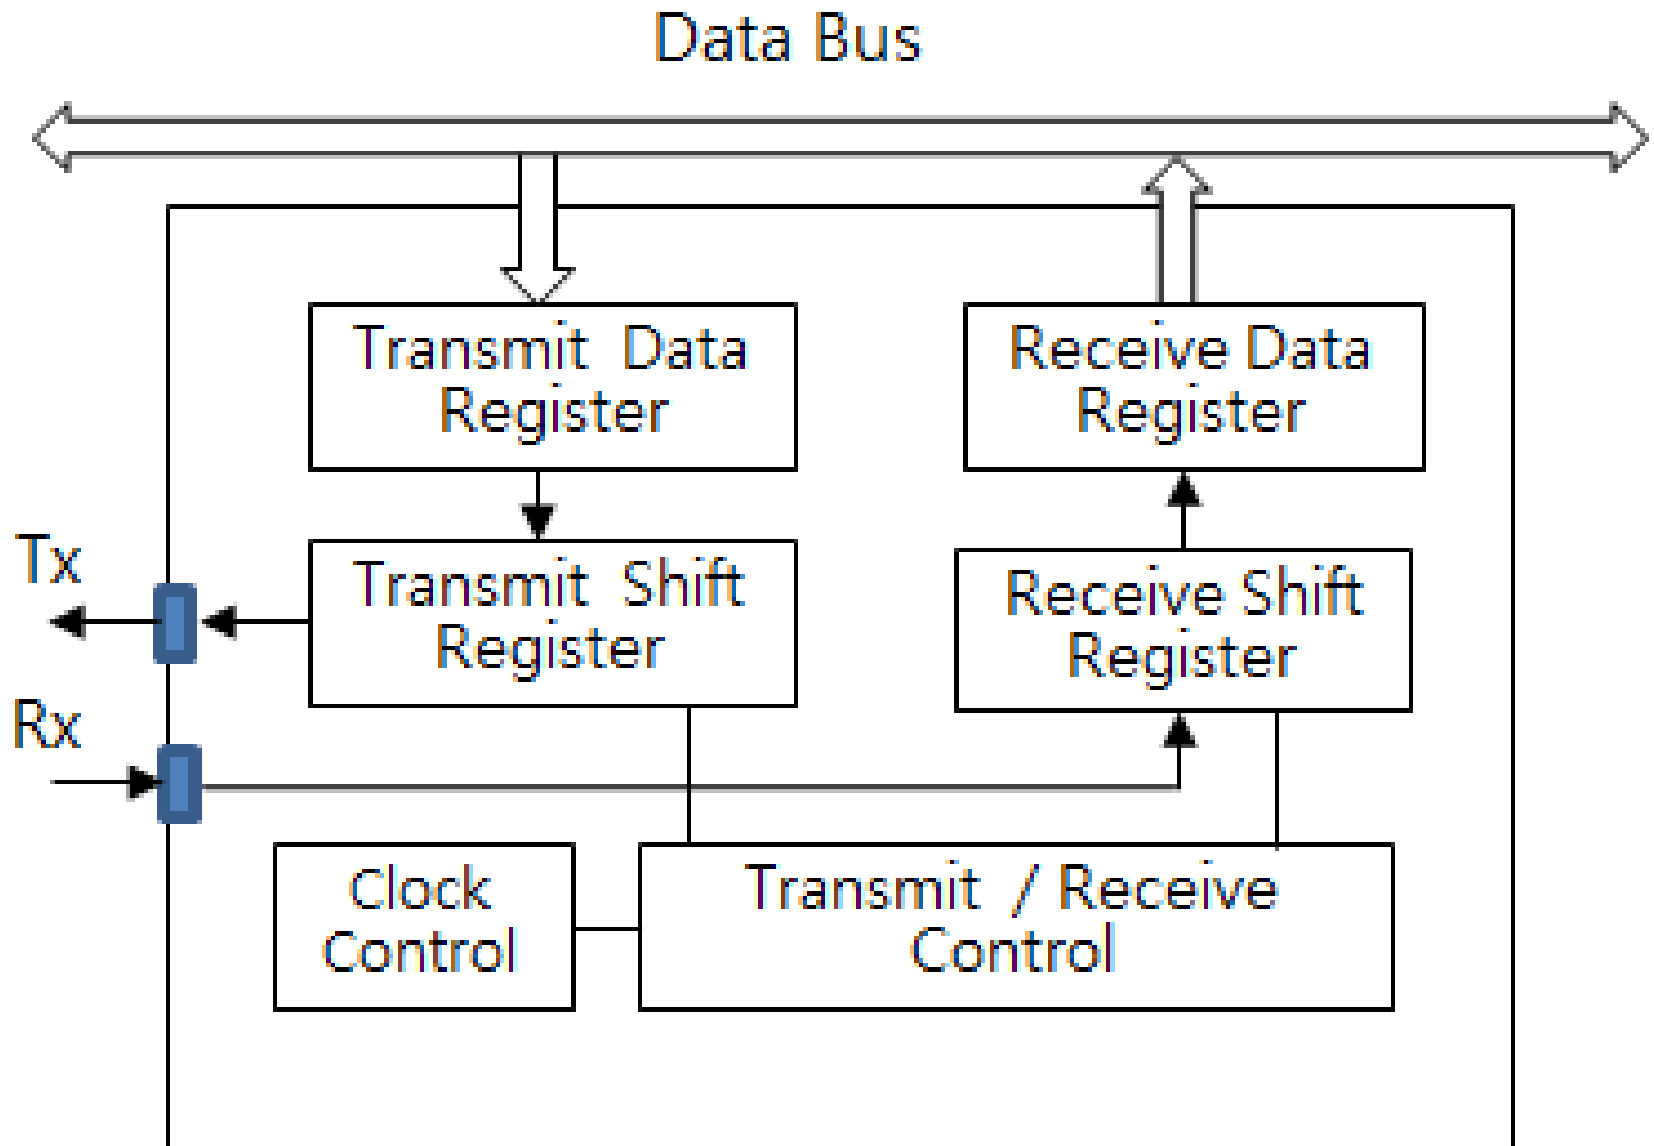 Data Bus
Transmit Data
Register
Receive Data
Register
Tx
Transmit Shift
Register
Receive Shift
Register
Rx
Clock
Control
Transmit / Receive
Control